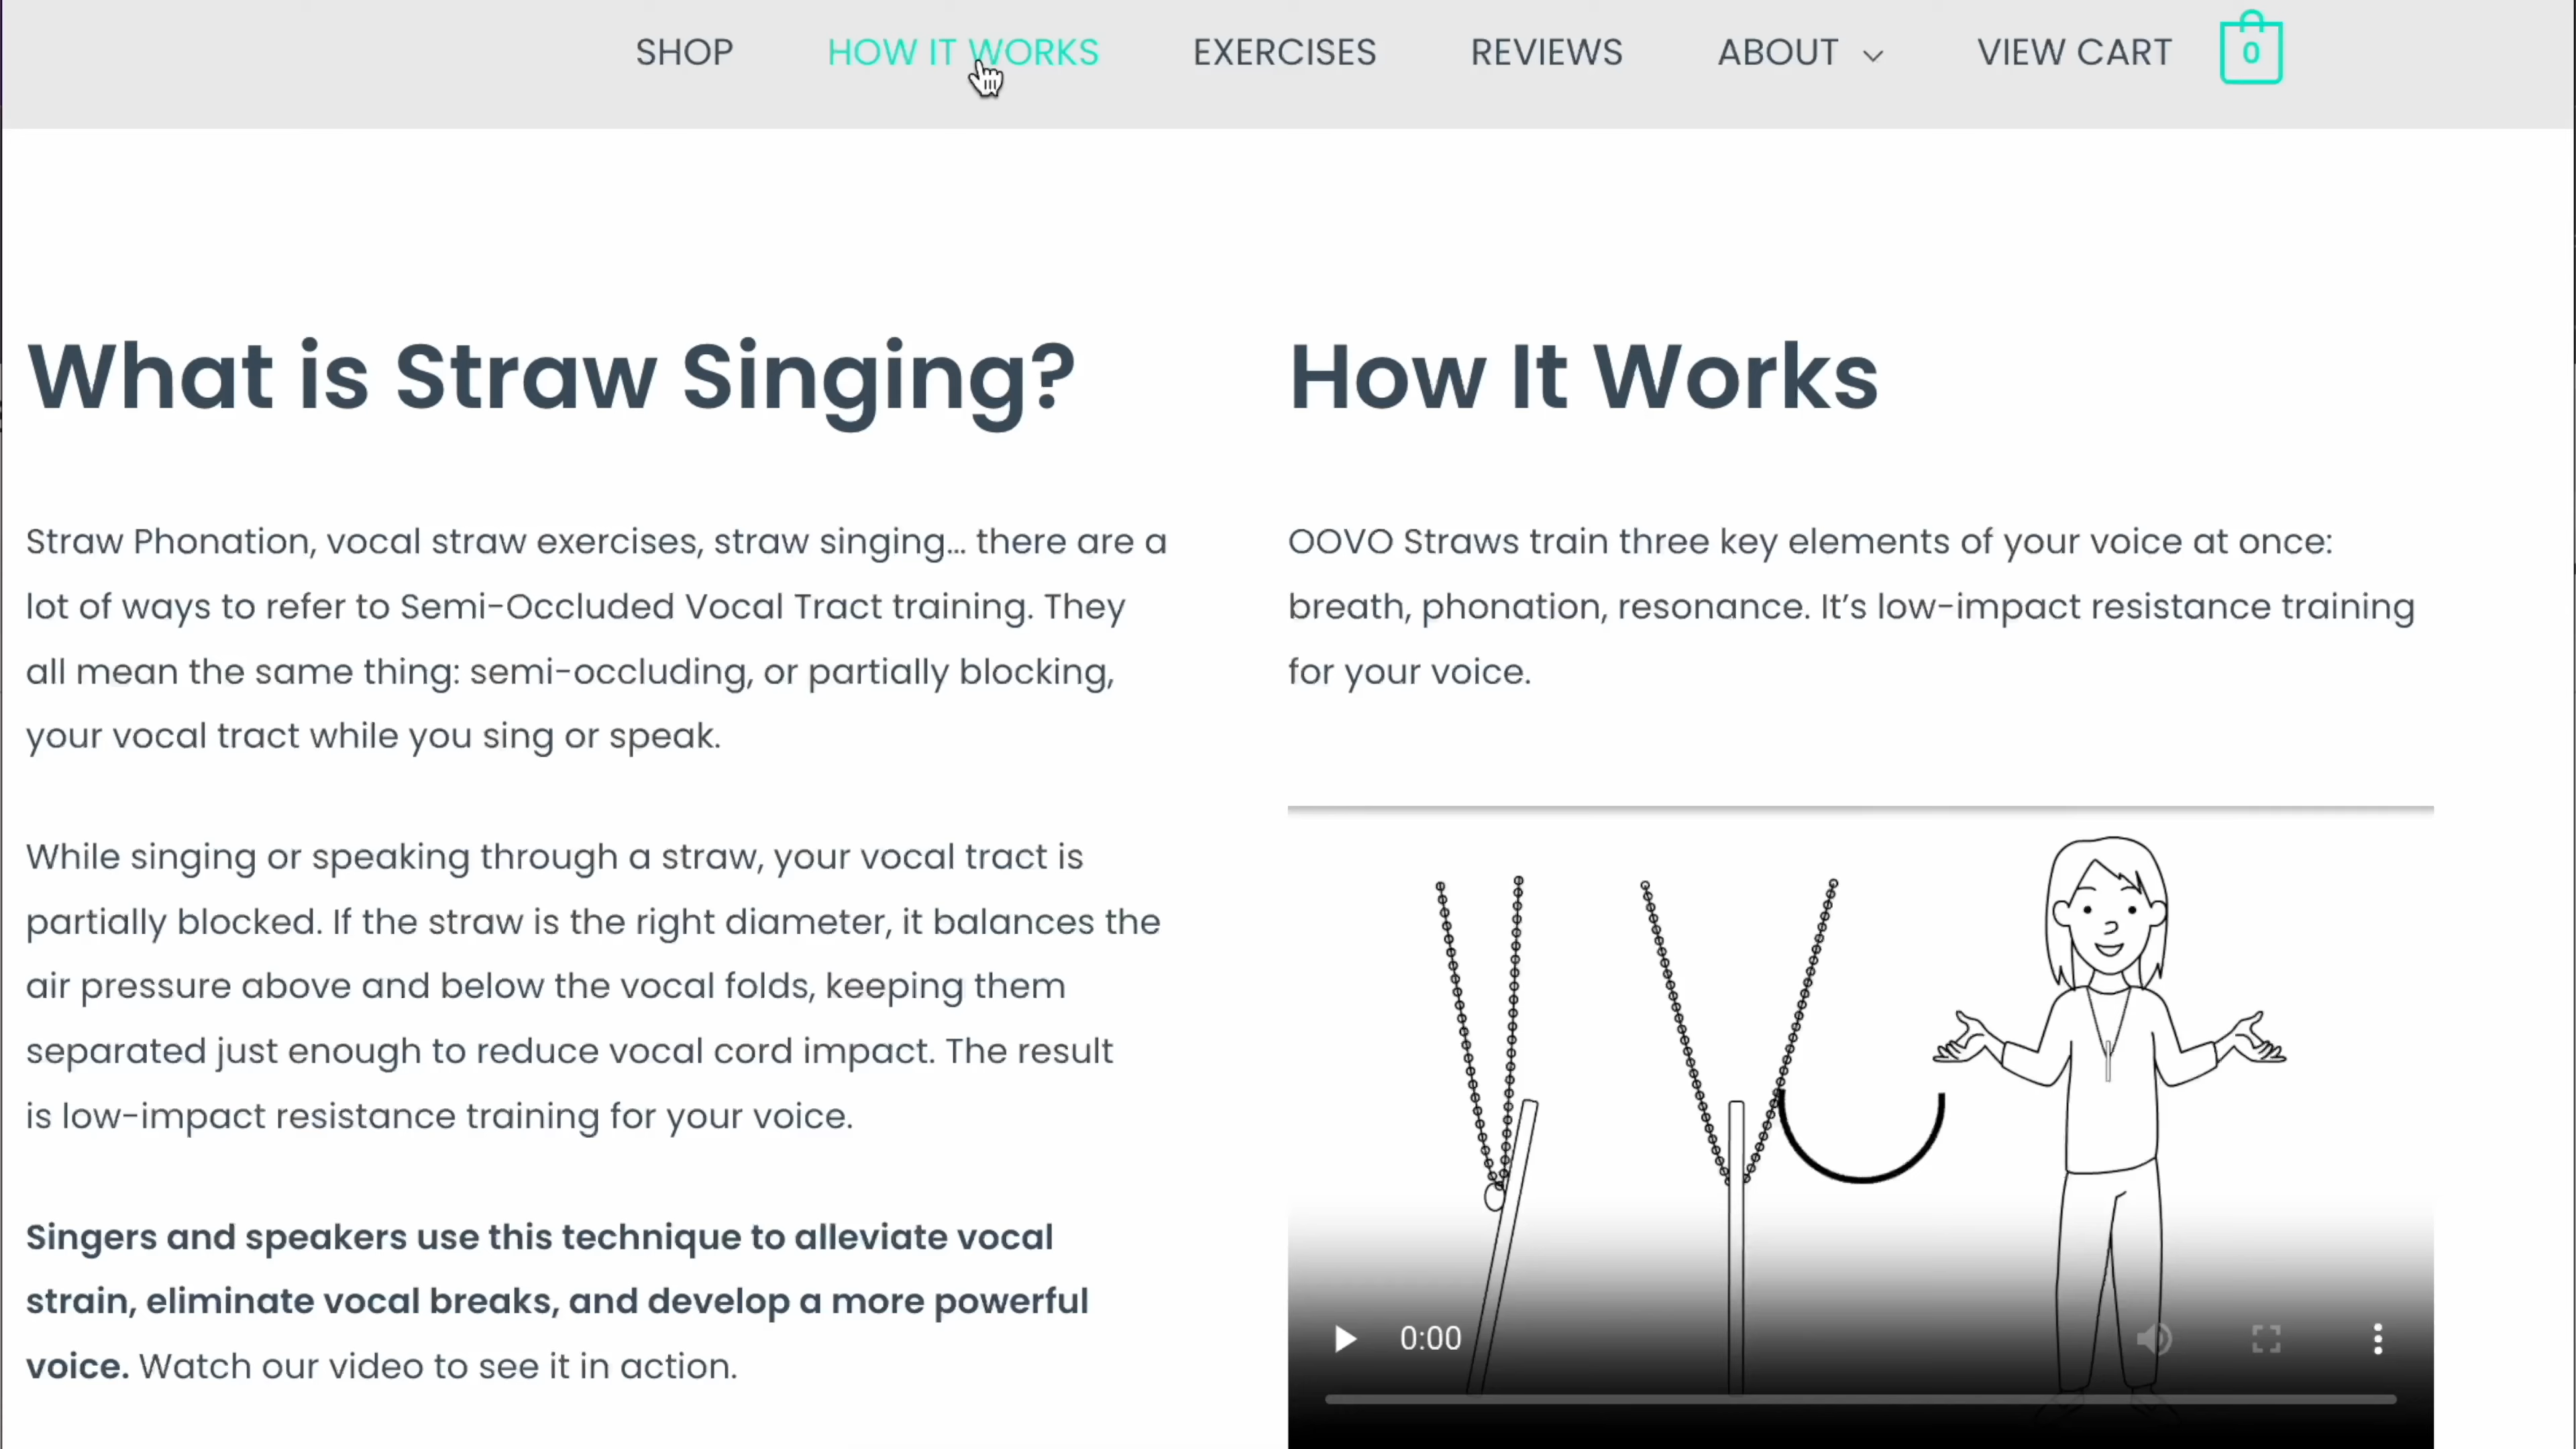 SHOP HOW IT WORKS EXERCISES REVIEWS ABOUT VIEW CART 0
What is Straw Singing?
Straw Phonation, vocal straw exercises, straw singing... there are a
lot of ways to refer to Semi-Occluded Vocal Tract training. They
all mean the same thing: semi-occluding, or partially blocking,
your vocal tract while you sing or speak.
While singing or speaking through a straw, your vocal tract is
partially blocked. If the straw is the right diameter, it balances the
air pressure above and below the vocal folds, keeping them
separated just enough to reduce vocal cord impact. The result
is low-impact resistance training for your voice.
Singers and speakers use this technique to alleviate vocal
strain, eliminate vocal breaks, and develop a more powerful
voice. Watch our video to see it in action.
How It Works
OOVO Straws train three key elements of your voice at once:
breath, phonation, resonance. It’s low-impact resistance training
for your voice.
0:00